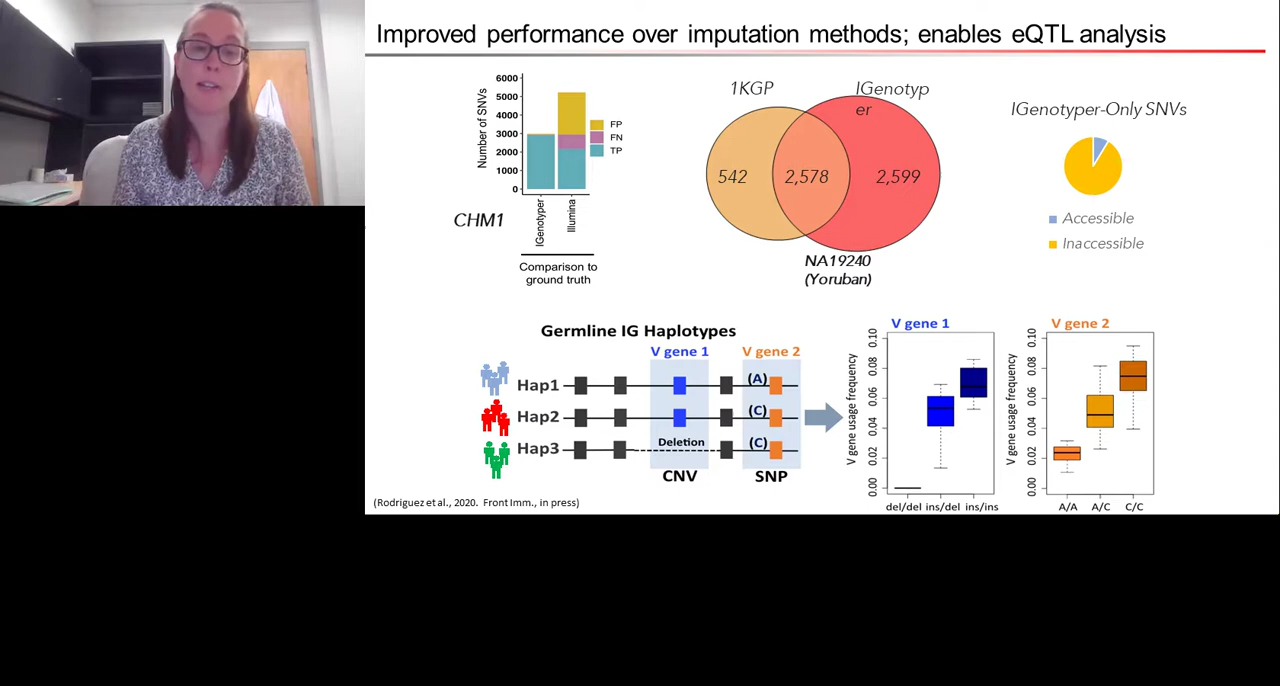 Improved performance over imputation methods; enables eQTL analysis
6000
5000
4000
3000
2000
1000
0
Number of SNVs
FP
FN
TP
IGenotyper
Illumina
CHM1
Comparison to
ground truth
1KGP
IGenotyp
er
542
2,578
2,599
NA19240
(Yoruban)
IGenotyper-Only SNVs
Accessible
Inaccessible
Germline IG Haplotypes
V gene 1
V gene 2
Hap1
(A)
Hap2
(C)
Hap3
Deletion
(C)
CNV
SNP
V gene 1
V gene usage frequency
0.10
0.08
0.06
0.04
0.02
0.00
del/del ins/del ins/ins
V gene 2
V gene usage frequency
0.10
0.08
0.06
0.04
0.02
0.00
A/A A/C C/C
(Rodriguez et al., 2020. Front Imm., in press)